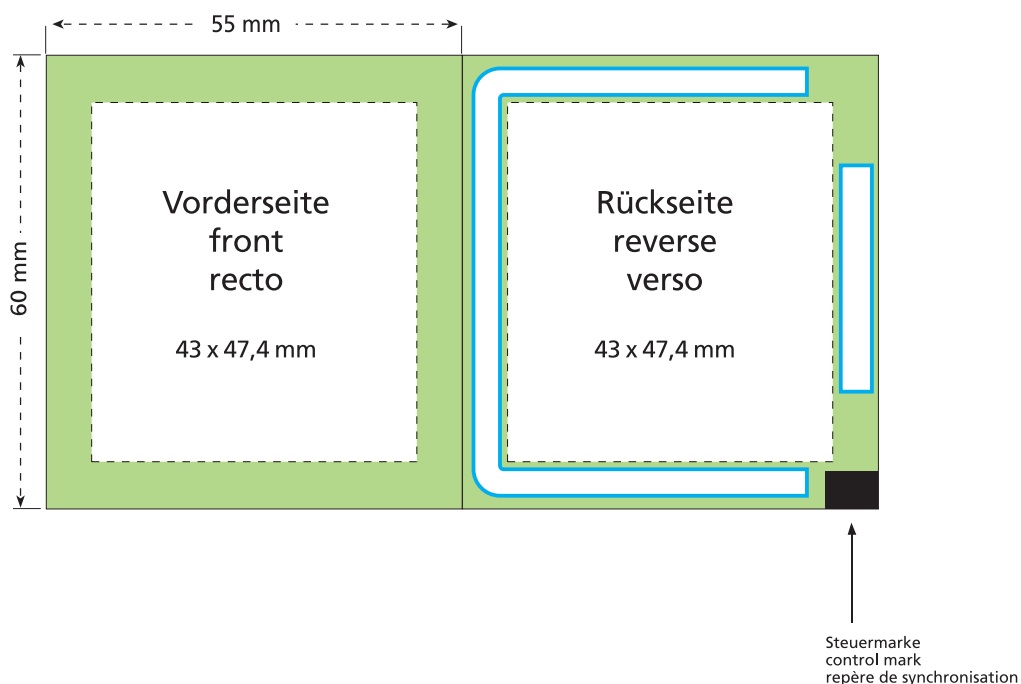 55 mm
60 mm
Vorderseite
front
recto
43 x 47,4 mm
Rückseite
reverse
verso
43 x 47,4 mm
Steuermarke
control mark
repère de synchronisation